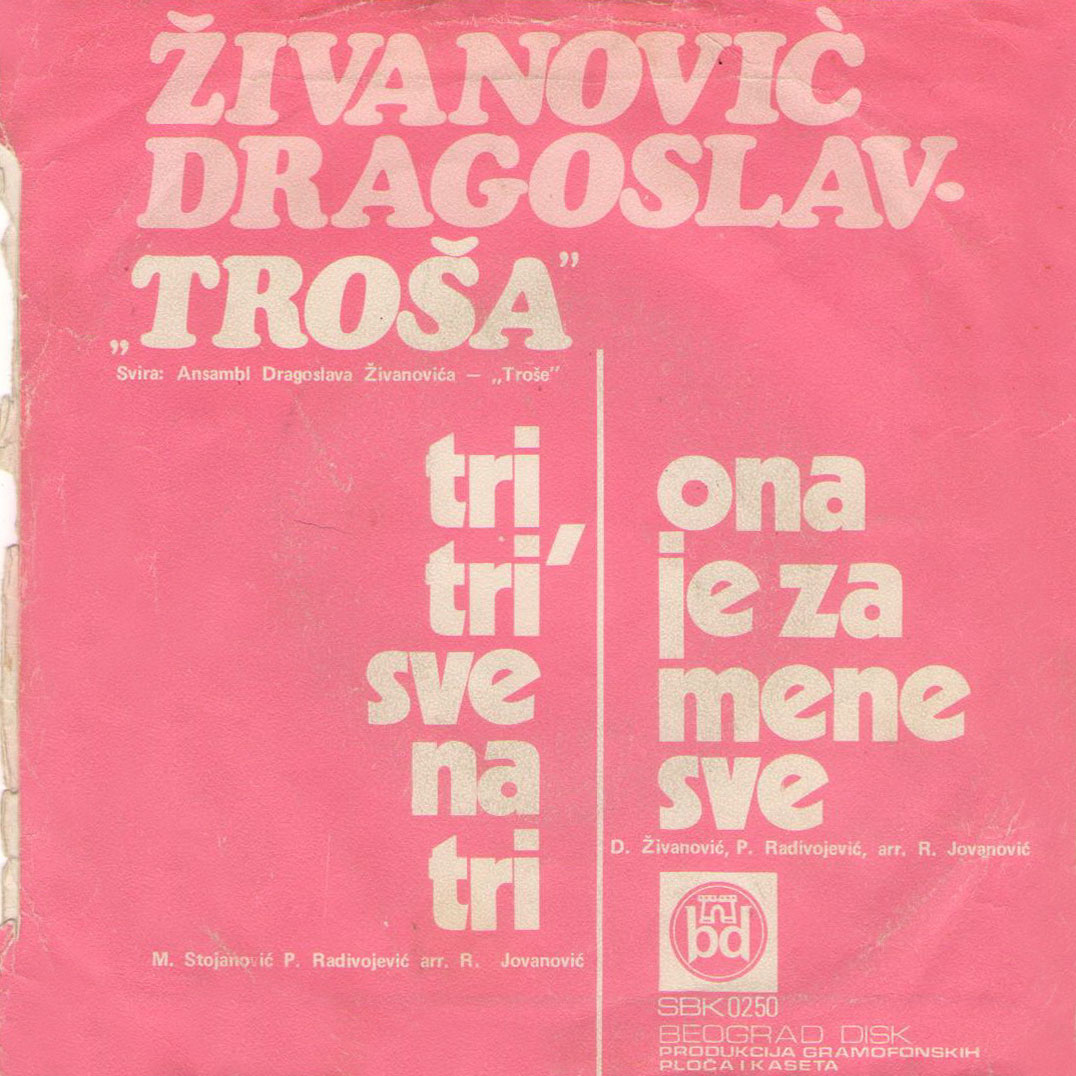 ŽIVANOVIĆ
DRAGOSLAV-
„TROŠA”
Svira: Ansambl Dragoslava Živanovića — „Troše”
tri
tri,
sve
na
tri
M. Stojanović P. Radivojević arr. R. Jovanović
ona
je za
mene
sve
D. Živanović, P. Radivojević, arr. R. Jovanović
bd
SBK 0250
BEOGRAD DISK
PRODUKCIJA GRAMOFONSKIH
PLOČA I KASETA